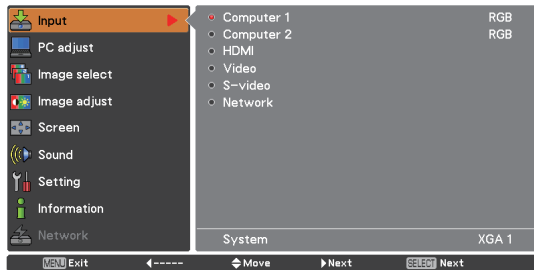 Input
PC adjust
Image select
Image adjust
Screen
Sound
Setting
Information
Network
Computer 1 RGB
Computer 2 RGB
HDMI
Video
S-video
Network
System XGA 1
MENU Exit ◀----- Move ▶Next SELECT Next